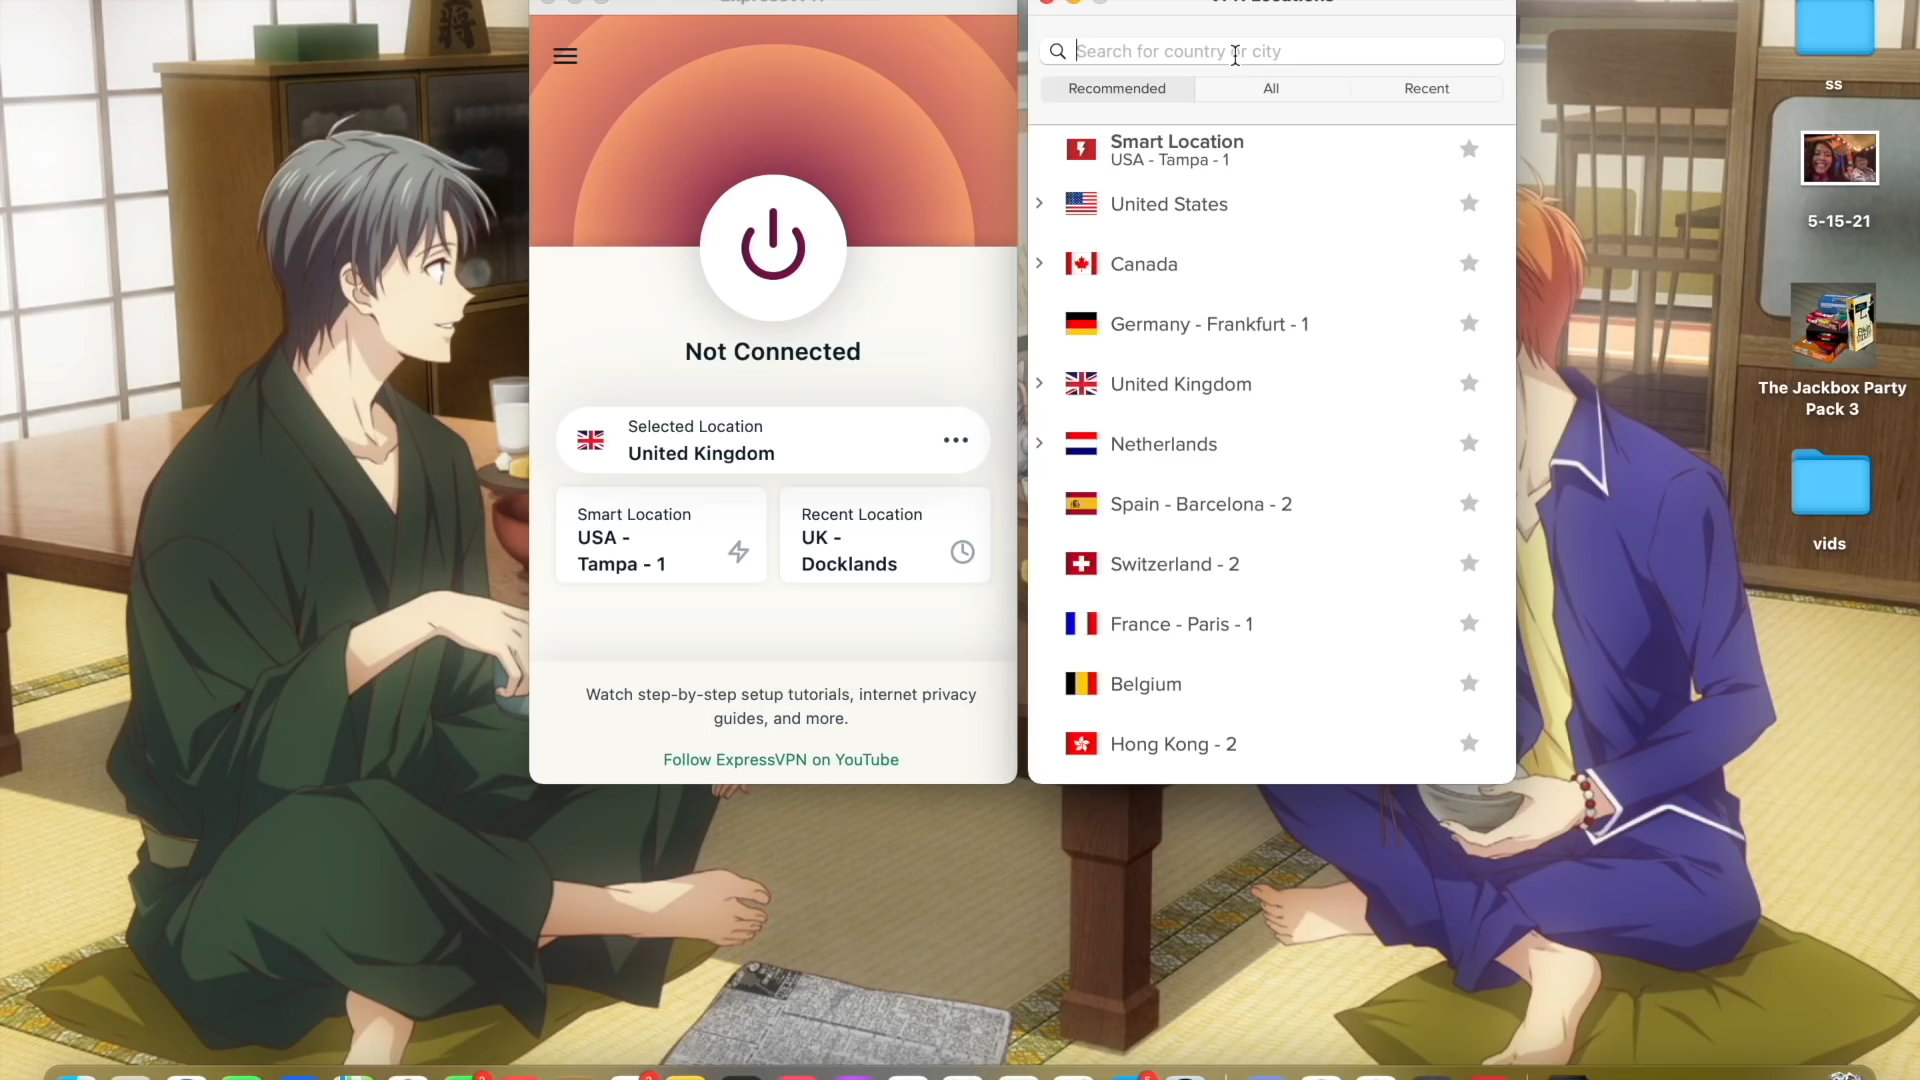 ExpressVPN
VPN Locations
Search for country or city
Recommended
All
Recent
Smart Location
USA - Tampa - 1
United States
Canada
Germany - Frankfurt - 1
United Kingdom
Netherlands
Spain - Barcelona - 2
Switzerland - 2
France - Paris - 1
Belgium
Hong Kong - 2
Not Connected
Selected Location
United Kingdom
Smart Location
USA -
Tampa - 1
Recent Location
UK -
Docklands
Watch step-by-step setup tutorials, internet privacy
guides, and more.
Follow ExpressVPN on YouTube
ss
5-15-21
The Jackbox Party
Pack 3
vids